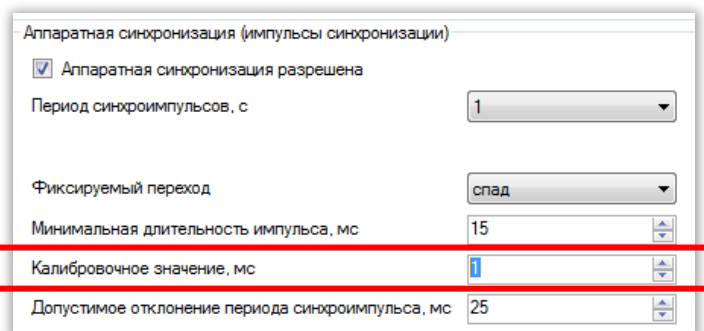 Аппаратная синхронизация (импульсы синхронизации)
Аппаратная синхронизация разрешена
Период синхроимпульсов, с 1
Фиксируемый переход спад
Минимальная длительность импульса, мс 15
Калибровочное значение, мс 1
Допустимое отклонение периода синхроимпульса, мс 25